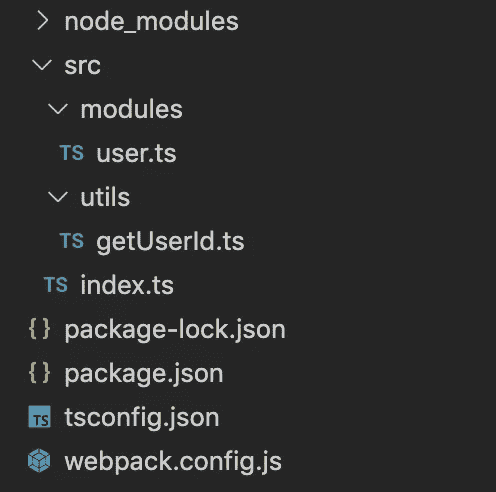 node_modules
src
modules
TS user.ts
utils
TS getUserId.ts
TS index.ts
{} package-lock.json
{} package.json
TS tsconfig.json
webpack.config.js